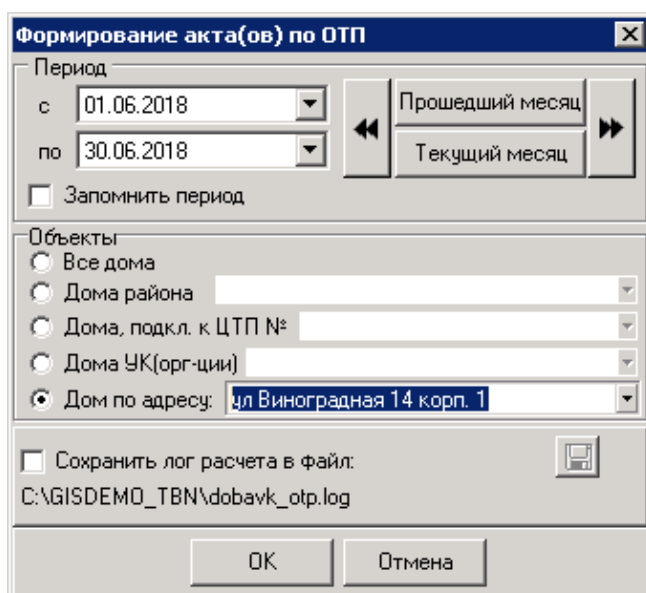 Формирование акта(ов) по ОТП
Период
с 01.06.2018
по 30.06.2018
Прошедший месяц
Текущий месяц
Запомнить период
Объекты
Все дома
Дома района
Дома, подкл. к ЦТП №
Дома УК(орг-ции)
Дом по адресу: ул Виноградная 14 корп. 1
Сохранить лог расчета в файл:
C:\GISDEMO_TBN\dobavk_otp.log
OK Отмена